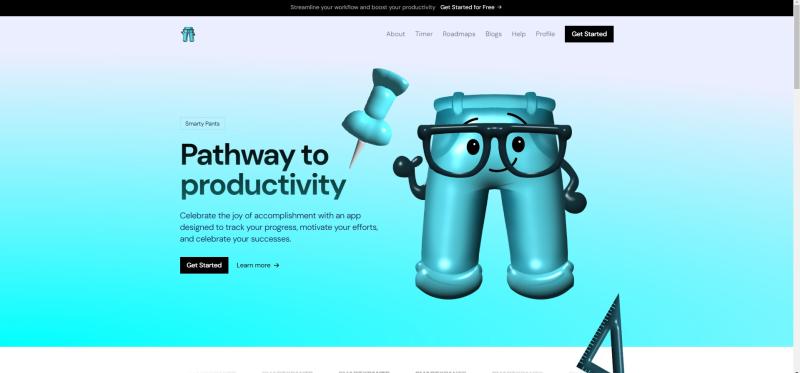 Streamline your workflow and boost your productivity Get Started for Free →
About Timer Roadmaps Blogs Help Profile Get Started
Smarty Pants
Pathway to
productivity
Celebrate the joy of accomplishment with an app
designed to track your progress, motivate your efforts,
and celebrate your successes.
Get Started Learn more →